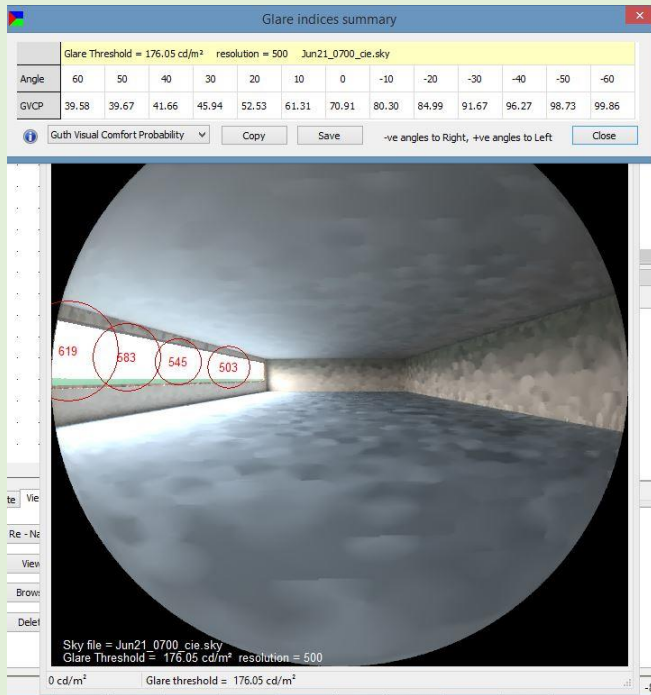 Glare indices summary
Glare Threshold = 176.05 cd/m² resolution = 500 Jun21_0700_cie.sky
Angle 60 50 40 30 20 10 0 -10 -20 -30 -40 -50 -60
GVCP 39.58 39.67 41.66 45.94 52.53 61.31 70.91 80.30 84.99 91.67 96.27 98.73 99.86
Guth Visual Comfort Probability Copy Save -ve angles to Right, +ve angles to Left Close
619 583 545 503
te Vie
Re - Na
View
Brows
Delet
Sky file = Jun21_0700_cie.sky
Glare Threshold = 176.05 cd/m² resolution = 500
0 cd/m² Glare threshold = 176.05 cd/m²